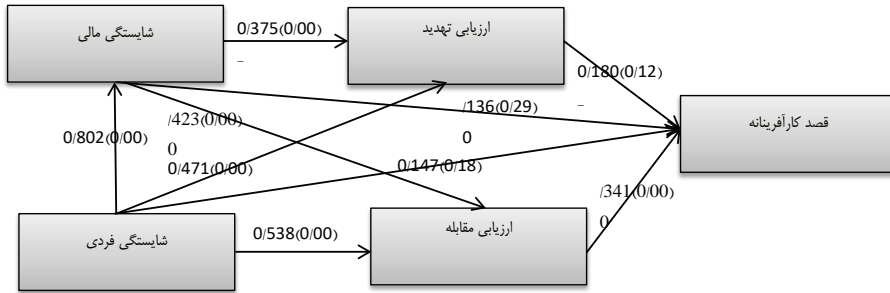 شایستگی مالی
0/375(0/00)
–
ارزیابی تهدید
0/180(0/12)
–
قصد کارآفرینانه
/136(0/29)
0
/423(0/00)
0
0/802(0/00)
0/471(0/00)
0/147(0/18)
/341(0/00)
0
شایستگی فردی
0/538(0/00)
ارزیابی مقابله